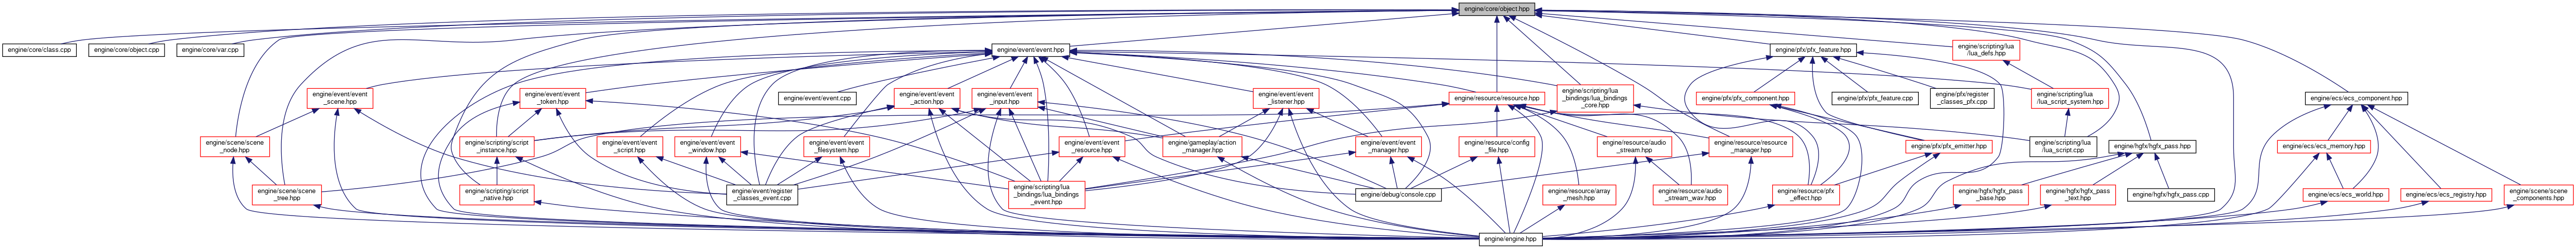 engine/core/object.hpp
engine/core/class.cpp
engine/core/object.cpp
engine/core/var.cpp
engine/event/event.hpp
engine/pfx/pfx_feature.hpp
engine/scripting/lua
/lua_defs.hpp
engine/event/event
_scene.hpp
engine/event/event
_token.hpp
engine/event/event.cpp
engine/event/event
_action.hpp
engine/event/event
_input.hpp
engine/event/event
_listener.hpp
engine/resource/resource.hpp
engine/scripting/lua
_bindings/lua_bindings
_core.hpp
engine/pfx/pfx_component.hpp
engine/pfx/pfx_feature.cpp
engine/pfx/register
_classes_pfx.cpp
engine/scripting/lua
/lua_script_system.hpp
engine/ecs/ecs_component.hpp
engine/scene/scene
_node.hpp
engine/scripting/script
_instance.hpp
engine/event/event
_script.hpp
engine/event/event
_window.hpp
engine/event/event
_filesystem.hpp
engine/event/event
_resource.hpp
engine/gameplay/action
_manager.hpp
engine/event/event
_manager.hpp
engine/resource/config
_file.hpp
engine/resource/audio
_stream.hpp
engine/resource/resource
_manager.hpp
engine/pfx/pfx_emitter.hpp
engine/scripting/lua
/lua_script.cpp
engine/hgfx/hgfx_pass.hpp
engine/ecs/ecs_memory.hpp
engine/scene/scene
_tree.hpp
engine/scripting/script
_native.hpp
engine/event/register
_classes_event.cpp
engine/scripting/lua
_bindings/lua_bindings
_event.hpp
engine/debug/console.cpp
engine/resource/array
_mesh.hpp
engine/resource/audio
_stream_wav.hpp
engine/resource/pfx
_effect.hpp
engine/hgfx/hgfx_pass
_base.hpp
engine/hgfx/hgfx_pass
_text.hpp
engine/hgfx/hgfx_pass.cpp
engine/ecs/ecs_world.hpp
engine/ecs/ecs_registry.hpp
engine/scene/scene
_components.hpp
engine/engine.hpp